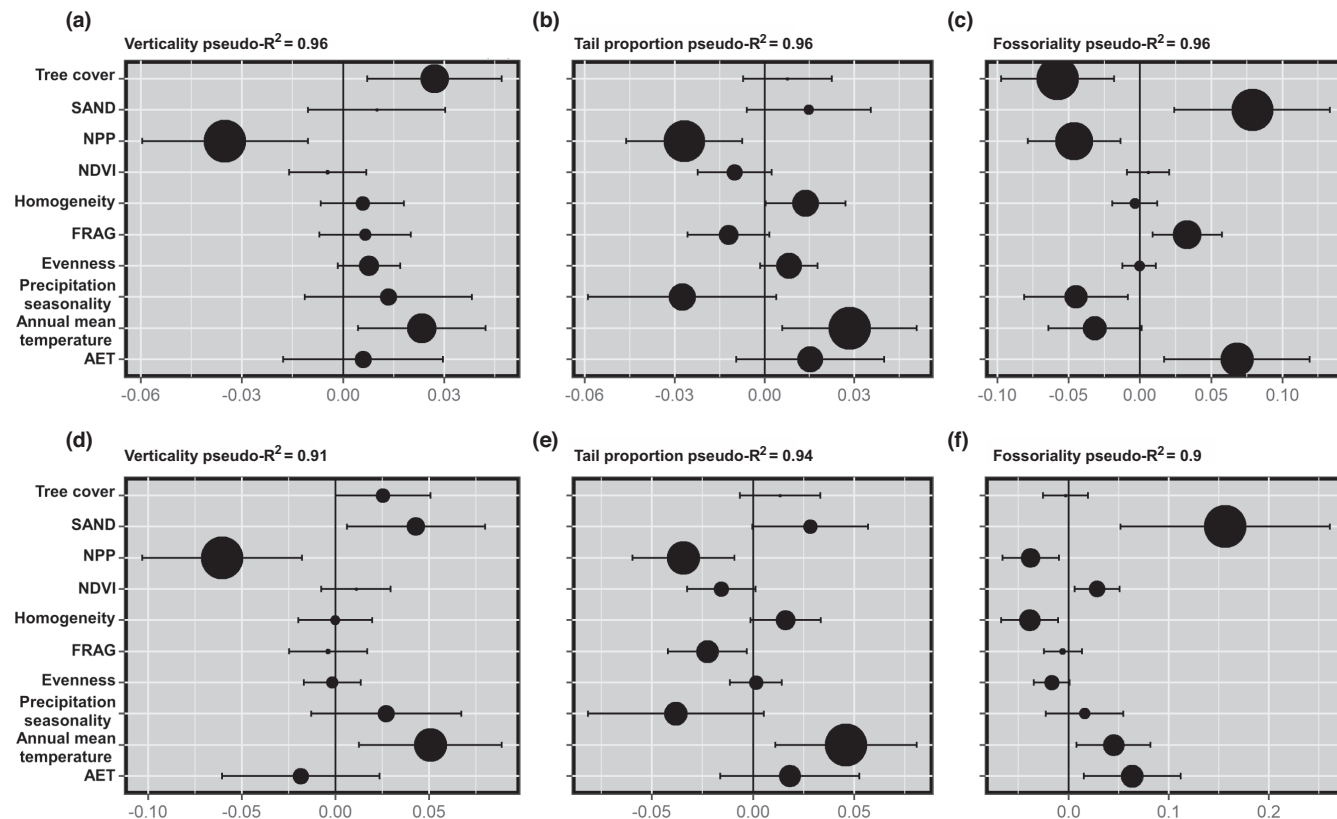 (a)
Verticality pseudo-R² = 0.96
(b)
Tail proportion pseudo-R² = 0.96
(c)
Fossoriality pseudo-R² = 0.96
Tree cover
SAND
NPP
NDVI
Homogeneity
FRAG
Evenness
Precipitation
seasonality
Annual mean
temperature
AET
-0.06 -0.03 0.00 0.03
-0.06 -0.03 0.00 0.03
-0.10 -0.05 0.00 0.05 0.10
(d)
Verticality pseudo-R² = 0.91
(e)
Tail proportion pseudo-R² = 0.94
(f)
Fossoriality pseudo-R² = 0.9
Tree cover
SAND
NPP
NDVI
Homogeneity
FRAG
Evenness
Precipitation
seasonality
Annual mean
temperature
AET
-0.10 -0.05 0.00 0.05
-0.05 0.00 0.05
0.0 0.1 0.2